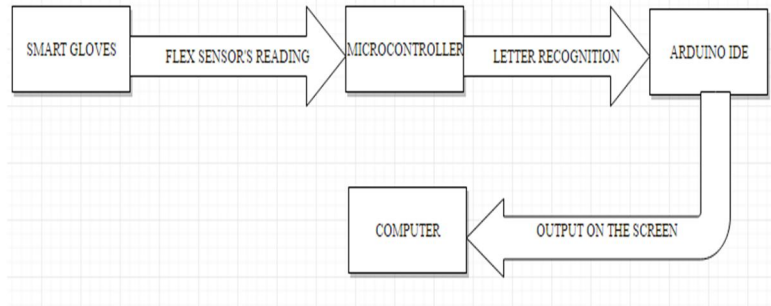 SMART GLOVES
FLEX SENSOR'S READING
MICROCONTROLLER
LETTER RECOGNITION
ARDUINO IDE
COMPUTER
OUTPUT ON THE SCREEN